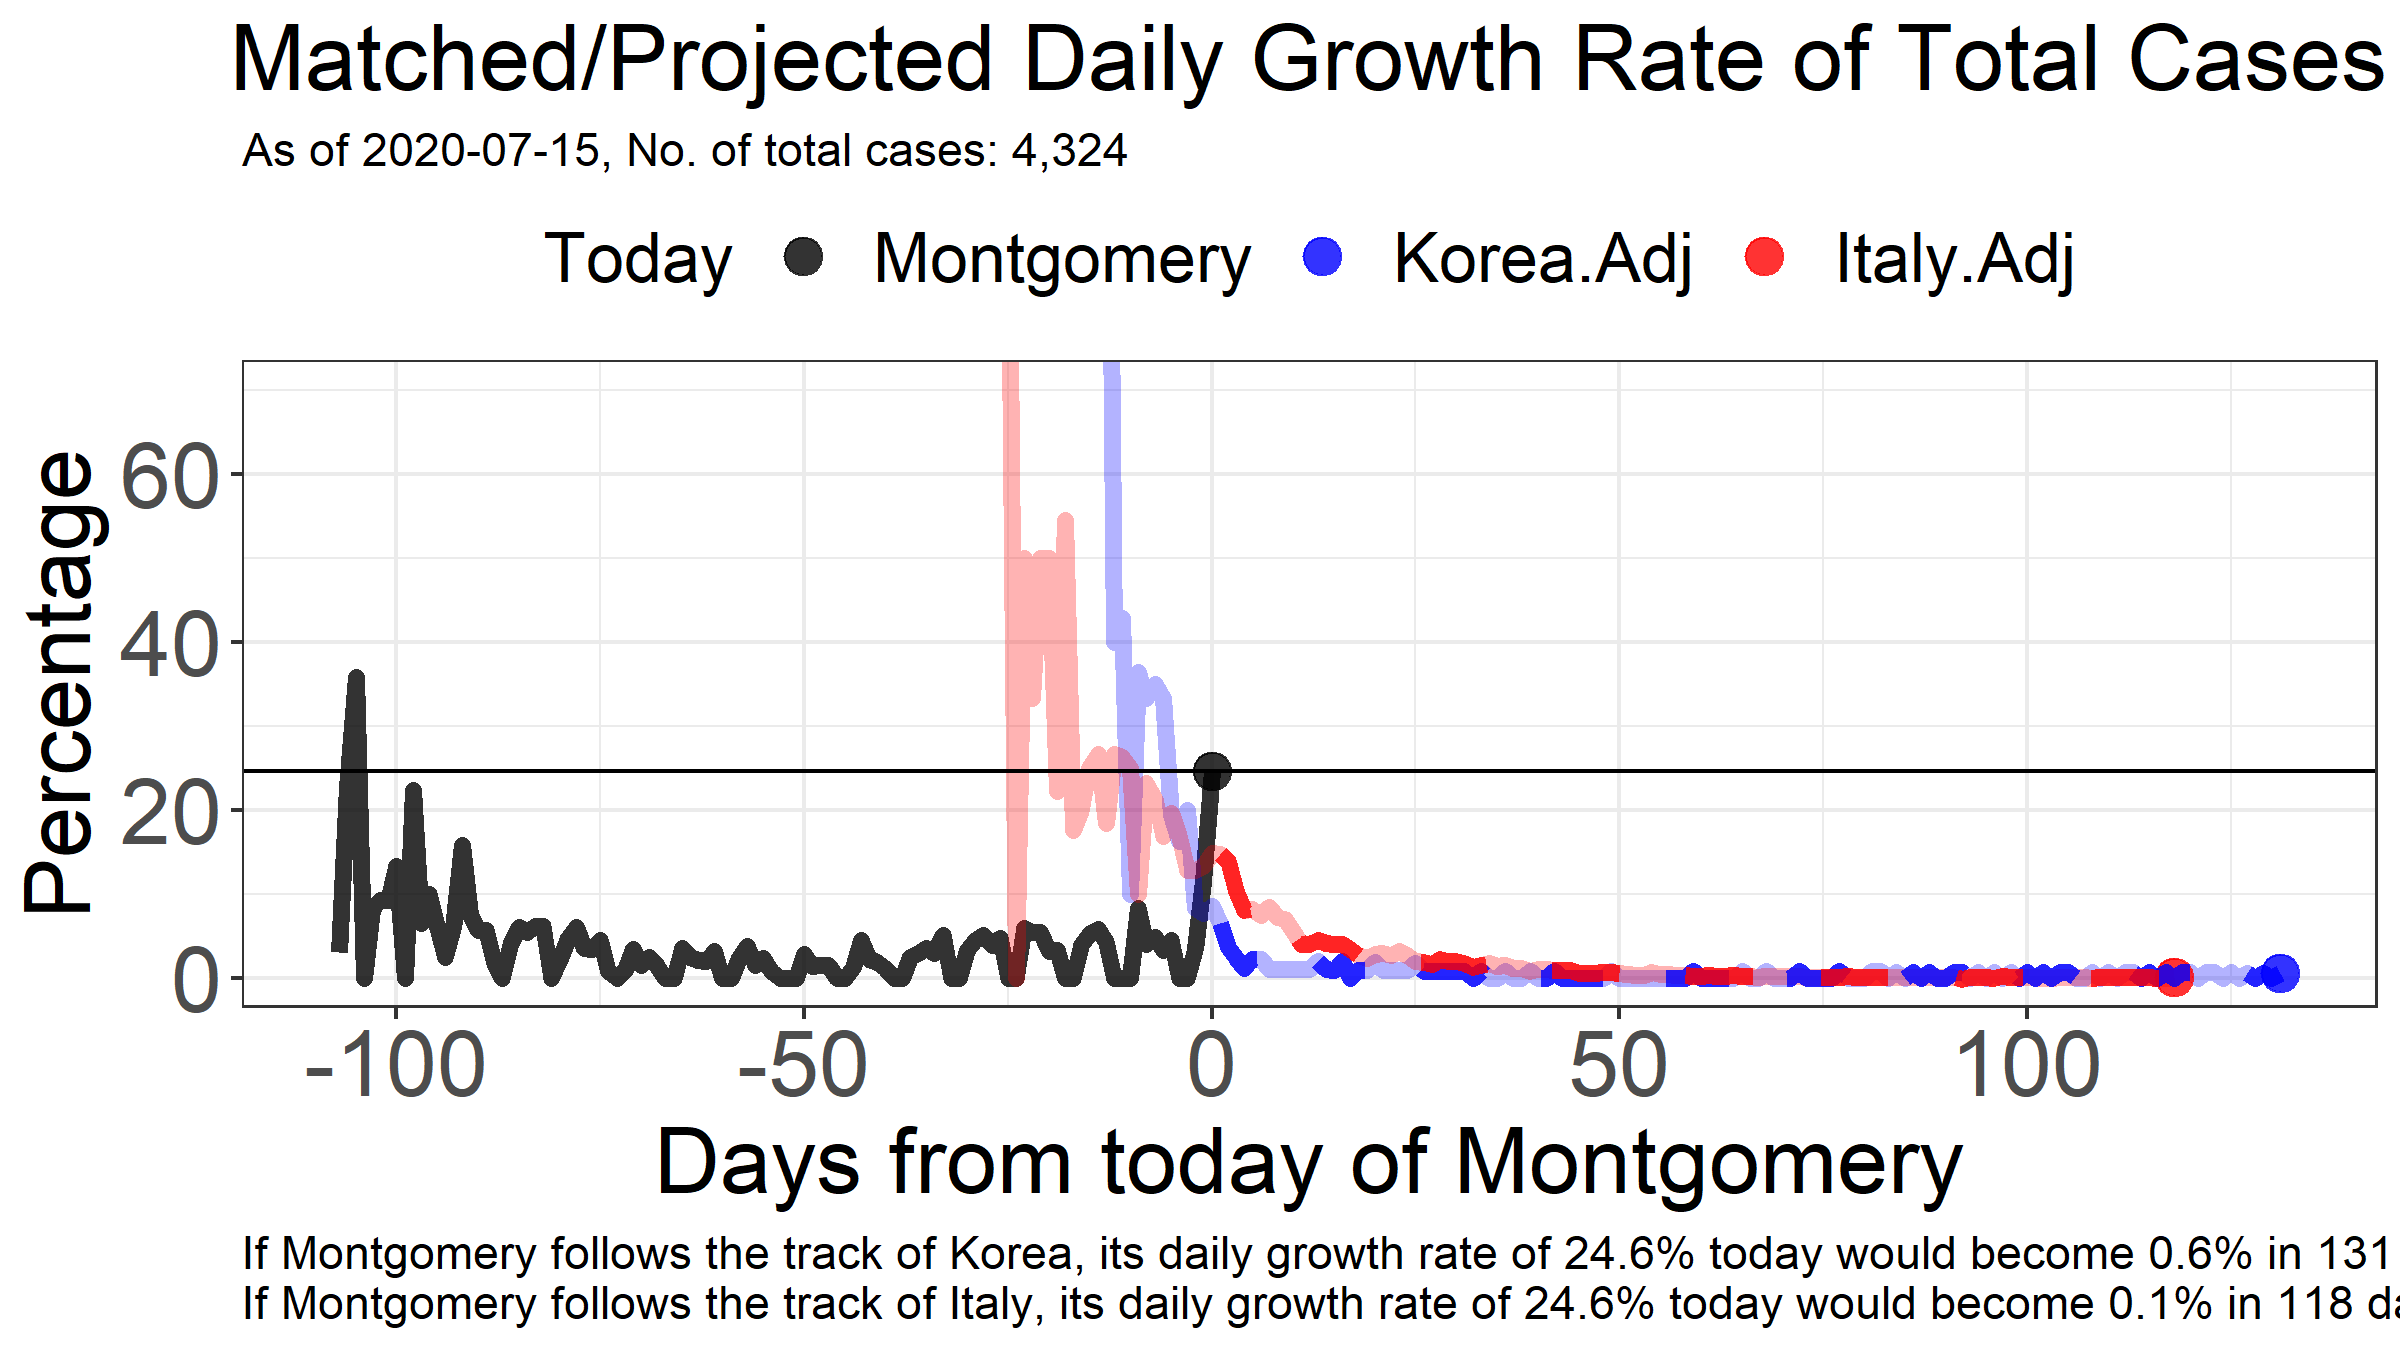 Matched/Projected Daily Growth Rate of Total Cases
As of 2020-07-15, No. of total cases: 4,324
Today Montgomery Korea.Adj Italy.Adj
Percentage
60
40
20
0
-100 -50 0 50 100
Days from today of Montgomery
If Montgomery follows the track of Korea, its daily growth rate of 24.6% today would become 0.6% in 131
If Montgomery follows the track of Italy, its daily growth rate of 24.6% today would become 0.1% in 118